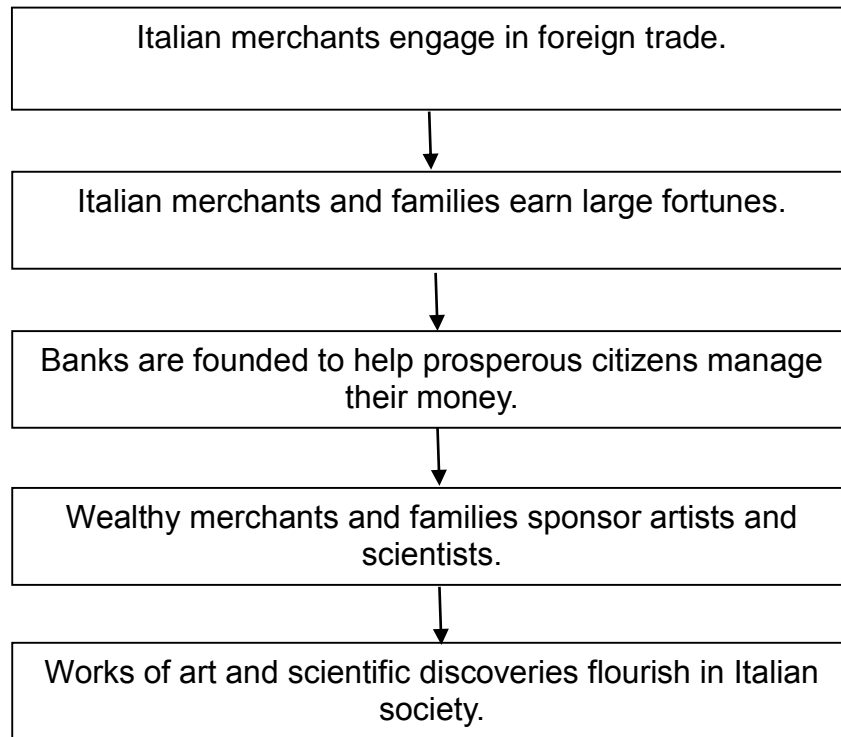 Italian merchants engage in foreign trade.
Italian merchants and families earn large fortunes.
Banks are founded to help prosperous citizens manage
their money.
Wealthy merchants and families sponsor artists and
scientists.
Works of art and scientific discoveries flourish in Italian
society.